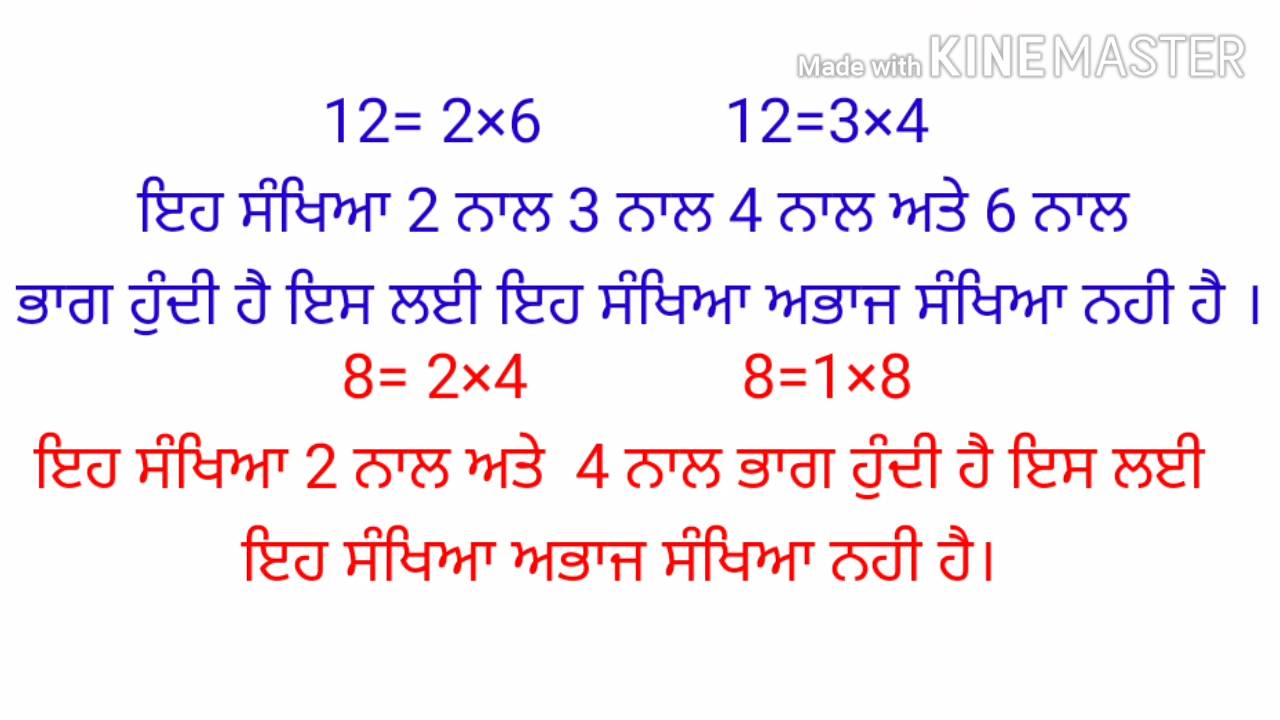 Made with KINEMASTER
12= 2×6 12=3×4
ਇਹ ਸੰਖਿਆ 2 ਨਾਲ 3 ਨਾਲ 4 ਨਾਲ ਅਤੇ 6 ਨਾਲ
ਭਾਗ ਹੁੰਦੀ ਹੈ ਇਸ ਲਈ ਇਹ ਸੰਖਿਆ ਅਭਾਜ ਸੰਖਿਆ ਨਹੀ ਹੈ ।
8= 2×4 8=1×8
ਇਹ ਸੰਖਿਆ 2 ਨਾਲ ਅਤੇ 4 ਨਾਲ ਭਾਗ ਹੁੰਦੀ ਹੈ ਇਸ ਲਈ
ਇਹ ਸੰਖਿਆ ਅਭਾਜ ਸੰਖਿਆ ਨਹੀ ਹੈ।